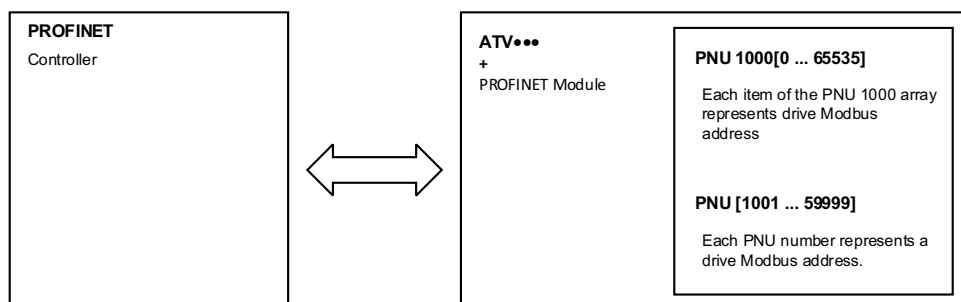 PROFINET
Controller
ATV•••
+
PROFINET Module
PNU 1000[0 ... 65535]
Each item of the PNU 1000 array
represents drive Modbus
address
PNU [1001 ... 59999]
Each PNU number represents a
drive Modbus address.